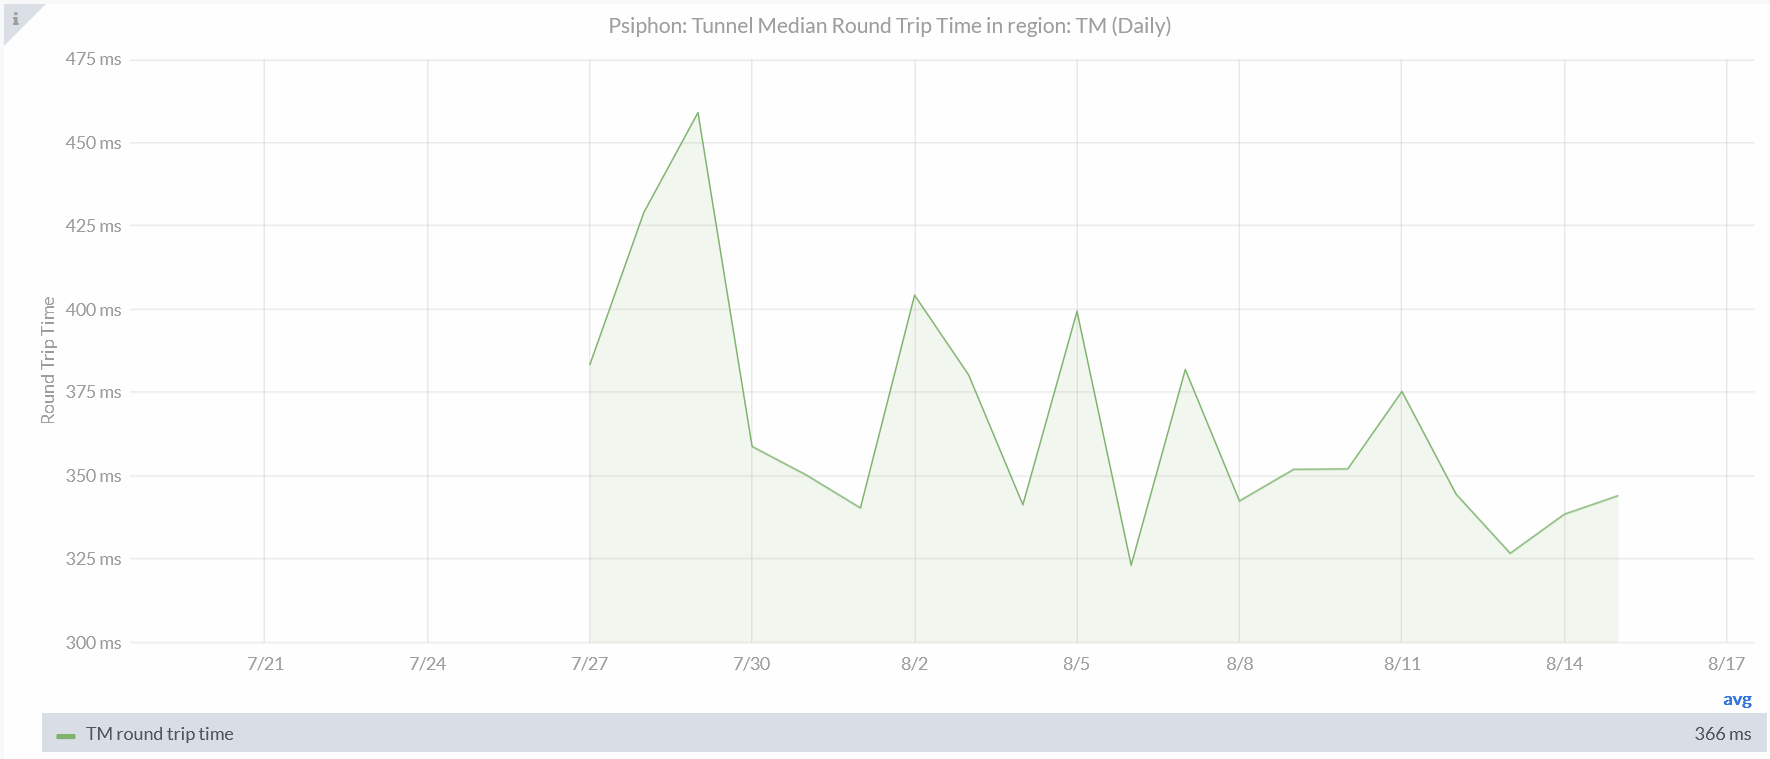 i
Psiphon: Tunnel Median Round Trip Time in region: TM (Daily)
475 ms
450 ms
425 ms
400 ms
375 ms
350 ms
325 ms
300 ms
Round Trip Time
7/21 7/24 7/27 7/30 8/2 8/5 8/8 8/11 8/14 8/17
avg
TM round trip time 366 ms